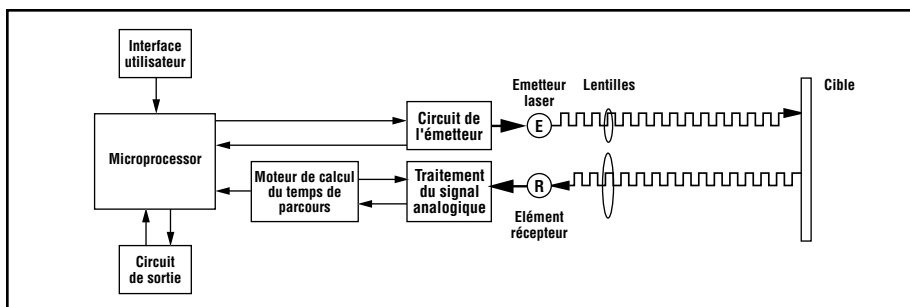 Interface
utilisateur
Emetteur
laser
Lentilles
Cible
Circuit de
l'émetteur
E
Microprocessor
Moteur de calcul
du temps de
parcours
Traitement
du signal
analogique
R
Elément
récepteur
Circuit
de sortie